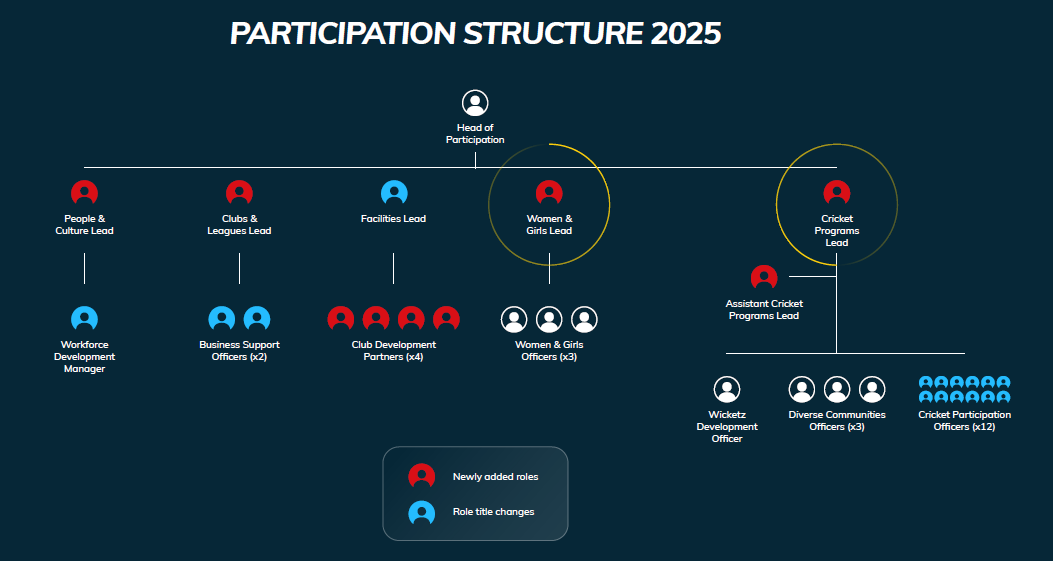 PARTICIPATION STRUCTURE 2025
Head of
Participation
People &
Culture Lead
Clubs &
Leagues Lead
Facilities Lead
Women &
Girls Lead
Cricket
Programs
Lead
Assistant Cricket
Programs Lead
Workforce
Development
Manager
Business Support
Officers (x2)
Club Development
Partners (x4)
Women & Girls
Officers (x3)
Wicketz
Development
Officer
Diverse Communities
Officers (x3)
Cricket Participation
Officers (x12)
Newly added roles
Role title changes